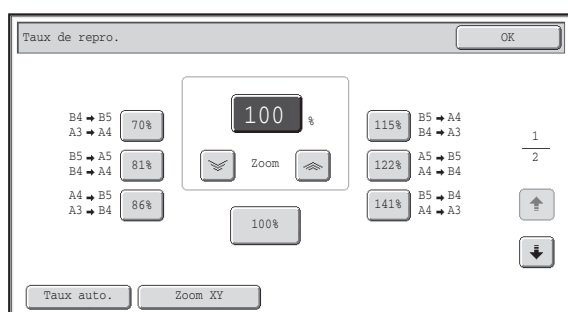 Taux de repro.
OK
B4 → B5
A3 → A4
70%
B5 → A5
B4 → A4
81%
A4 → B5
A3 → B4
86%
100 %
Zoom
100%
115%
B5 → A4
B4 → A3
122%
A5 → B5
A4 → B4
141%
B5 → B4
A4 → A3
1
2
Taux auto.
Zoom XY